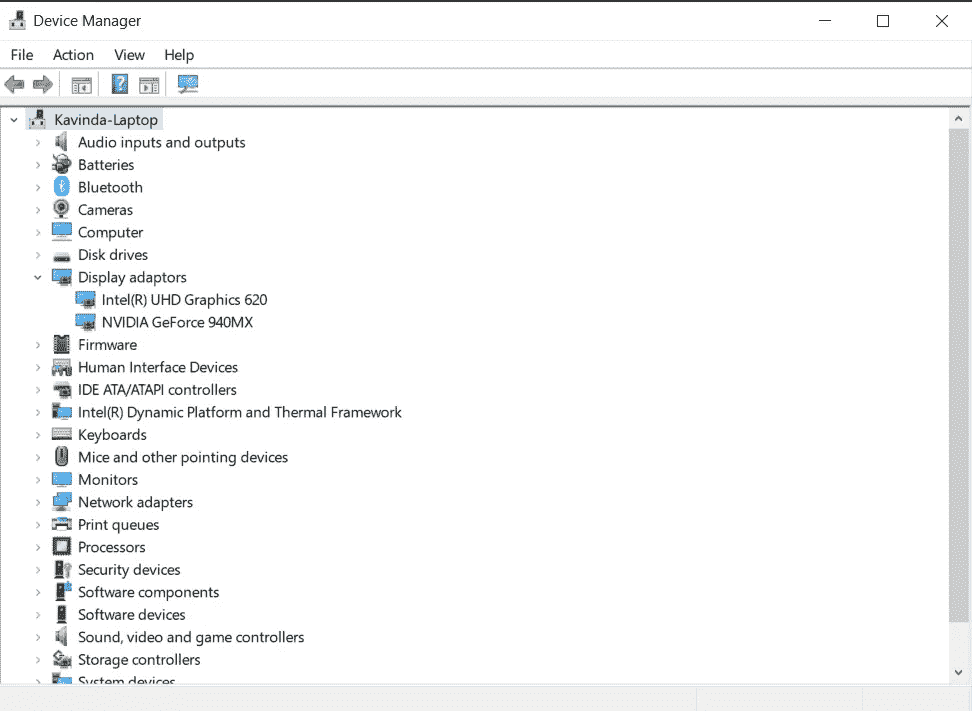 Device Manager
File Action View Help
Kavinda-Laptop
Audio inputs and outputs
Batteries
Bluetooth
Cameras
Computer
Disk drives
Display adaptors
Intel(R) UHD Graphics 620
NVIDIA GeForce 940MX
Firmware
Human Interface Devices
IDE ATA/ATAPI controllers
Intel(R) Dynamic Platform and Thermal Framework
Keyboards
Mice and other pointing devices
Monitors
Network adapters
Print queues
Processors
Security devices
Software components
Software devices
Sound, video and game controllers
Storage controllers
System devices